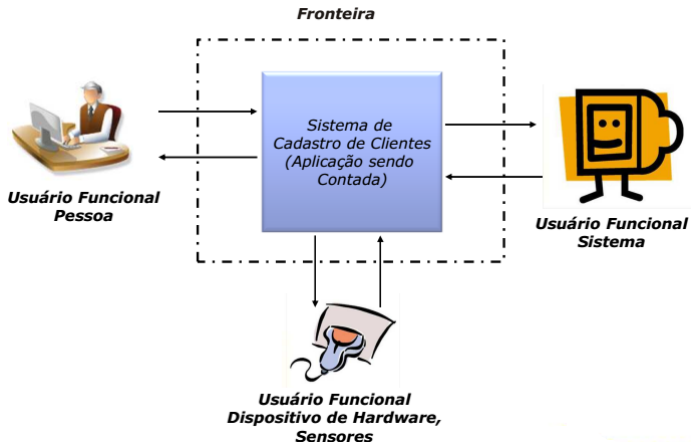 Fronteira
Sistema de
Cadastro de Clientes
(Aplicação sendo
Contada)
Usuário Funcional
Pessoa
Usuário Funcional
Sistema
Usuário Funcional
Dispositivo de Hardware,
Sensores